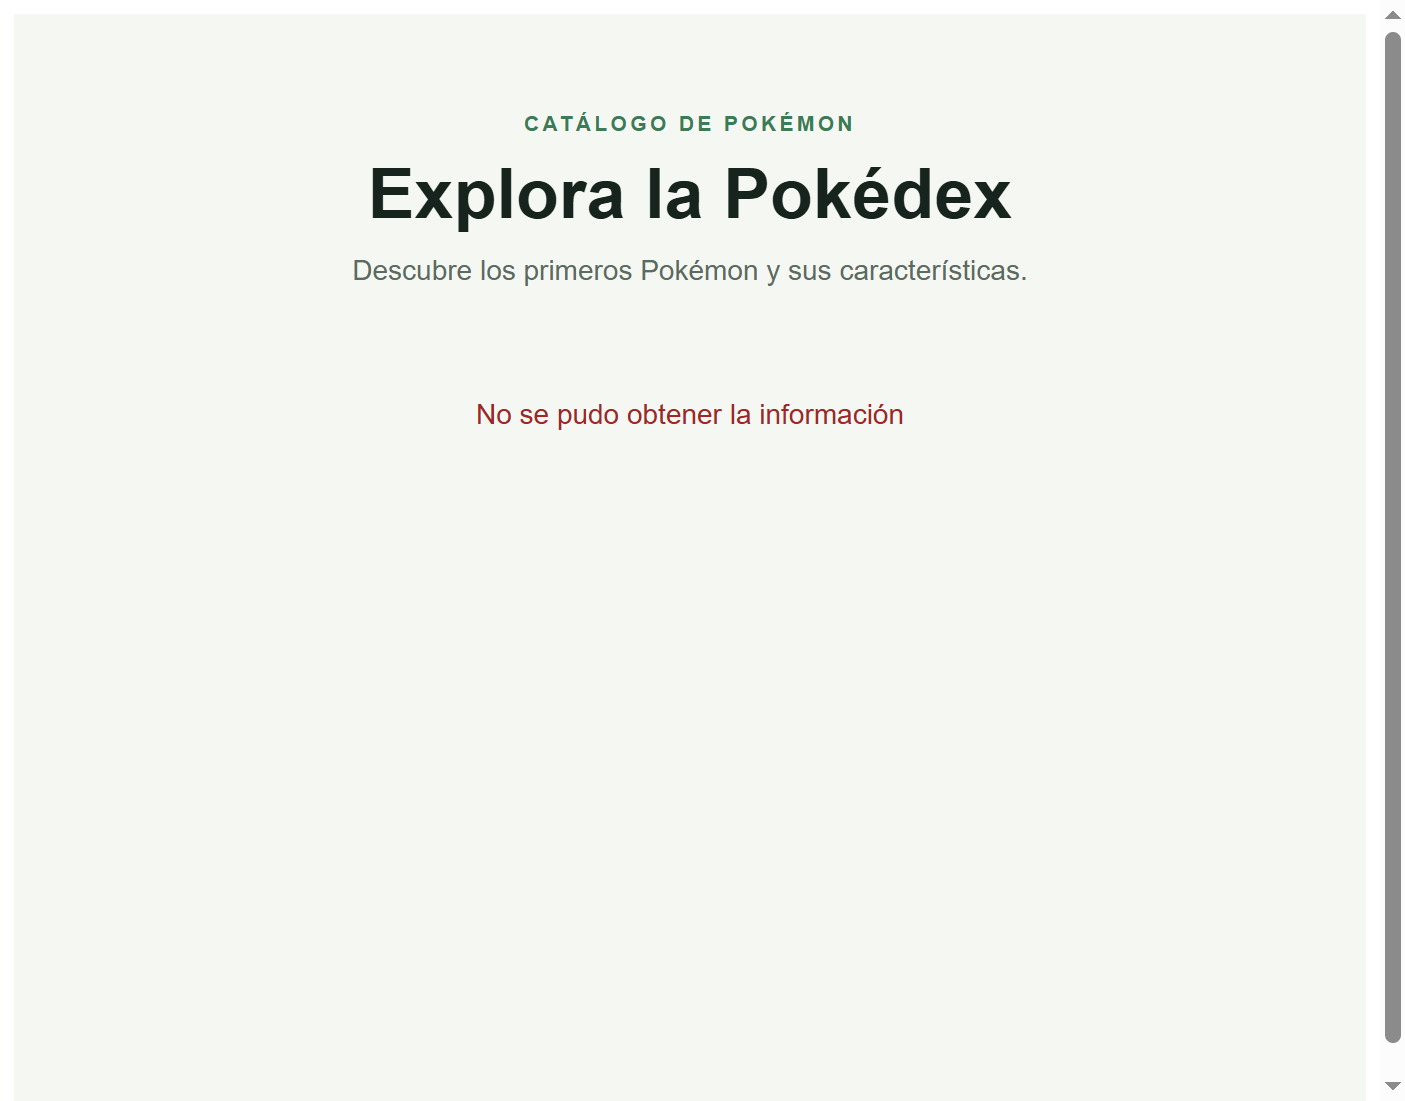 CATÁLOGO DE POKÉMON
Explora la Pokédex
Descubre los primeros Pokémon y sus características.
No se pudo obtener la información